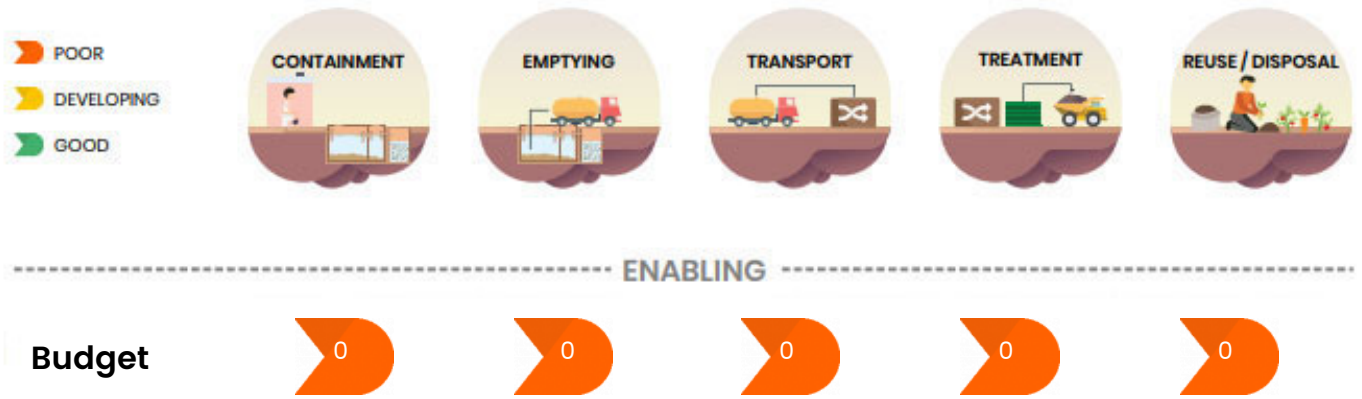 POOR
DEVELOPING
GOOD
CONTAINMENT
EMPTYING
TRANSPORT
TREATMENT
REUSE / DISPOSAL
ENABLING
Budget
0
0
0
0
0